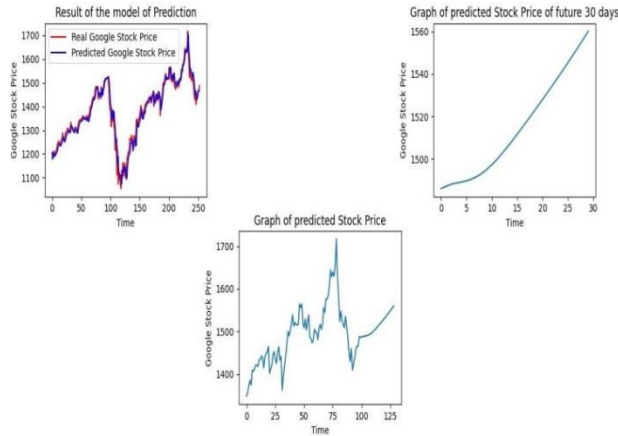 Result of the model of Prediction
Real Google Stock Price
Predicted Google Stock Price
Google Stock Price
1700
1600
1500
1400
1300
1200
1100
0 50 100 150 200 250
Time
Graph of predicted Stock Price of future 30 days
Google Stock Price
1560
1540
1520
1500
0 5 10 15 20 25 30
Time
Graph of predicted Stock Price
Google Stock Price
1700
1600
1500
1400
0 25 50 75 100 125
Time